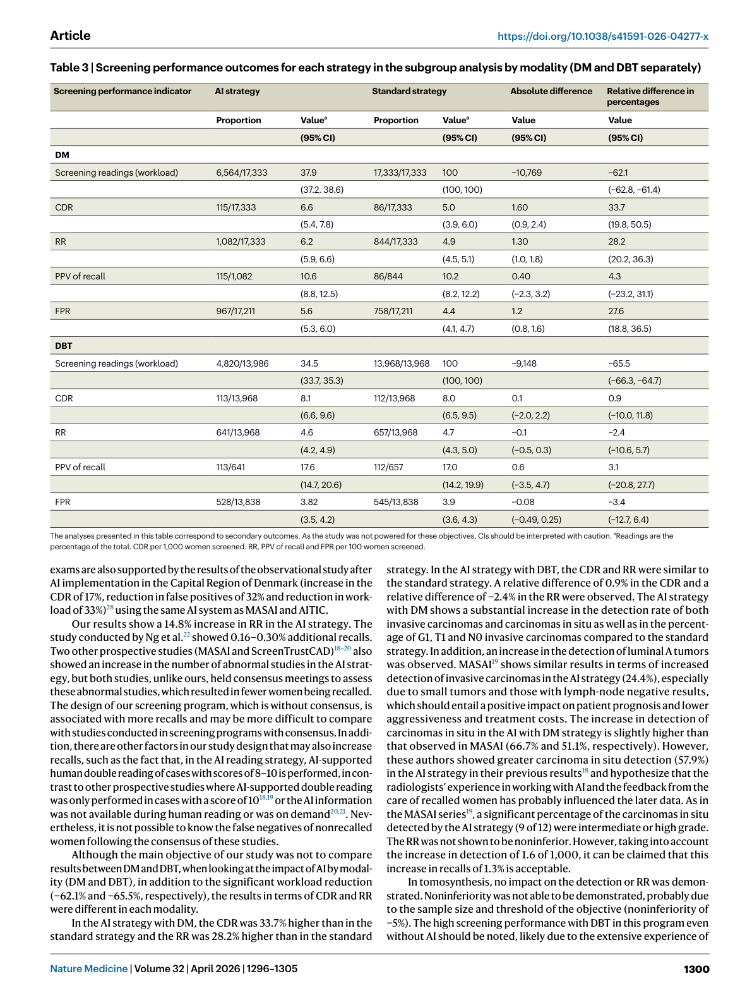 Article
https://doi.org/10.1038/s41591-026-04277-x
Table 3 | Screening performance outcomes for each strategy in the subgroup analysis by modality (DM and DBT separately)
Screening performance indicator AI strategy Standard strategy Absolute difference Relative difference in percentages
Proportion Valueᵃ Proportion Valueᵃ Value Value
(95% CI) (95% CI) (95% CI) (95% CI)
DM
Screening readings (workload) 6,564/17,333 37.9 17,333/17,333 100 −10,769 −62.1
(37.2, 38.6) (100, 100) (−62.8, −61.4)
CDR 115/17,333 6.6 86/17,333 5.0 1.60 33.7
(5.4, 7.8) (3.9, 6.0) (0.9, 2.4) (19.8, 50.5)
RR 1,082/17,333 6.2 844/17,333 4.9 1.30 28.2
(5.9, 6.6) (4.5, 5.1) (1.0, 1.8) (20.2, 36.3)
PPV of recall 115/1,082 10.6 86/844 10.2 0.40 4.3
(8.8, 12.5) (8.2, 12.2) (−2.3, 3.2) (−23.2, 31.1)
FPR 967/17,211 5.6 758/17,211 4.4 1.2 27.6
(5.3, 6.0) (4.1, 4.7) (0.8, 1.6) (18.8, 36.5)
DBT
Screening readings (workload) 4,820/13,986 34.5 13,968/13,968 100 −9,148 −65.5
(33.7, 35.3) (100, 100) (−66.3, −64.7)
CDR 113/13,968 8.1 112/13,968 8.0 0.1 0.9
(6.6, 9.6) (6.5, 9.5) (−2.0, 2.2) (−10.0, 11.8)
RR 641/13,968 4.6 657/13,968 4.7 −0.1 −2.4
(4.2, 4.9) (4.3, 5.0) (−0.5, 0.3) (−10.6, 5.7)
PPV of recall 113/641 17.6 112/657 17.0 0.6 3.1
(14.7, 20.6) (14.2, 19.9) (−3.5, 4.7) (−20.8, 27.7)
FPR 528/13,838 3.82 545/13,838 3.9 −0.08 −3.4
(3.5, 4.2) (3.6, 4.3) (−0.49, 0.25) (−12.7, 6.4)
The analyses presented in this table correspond to secondary outcomes. As the study was not powered for these objectives, CIs should be interpreted with caution. ᵃReadings are the
percentage of the total. CDR per 1,000 women screened. RR, PPV of recall and FPR per 100 women screened.
exams are also supported by the results of the observational study after
AI implementation in the Capital Region of Denmark (increase in the
CDR of 17%, reduction in false positives of 32% and reduction in work-
load of 33%)²⁸ using the same AI system as MASAI and AITIC.
Our results show a 14.8% increase in RR in the AI strategy. The
study conducted by Ng et al.²² showed 0.16–0.30% additional recalls.
Two other prospective studies (MASAI and ScreenTrustCAD)¹⁸⁻²⁰ also
showed an increase in the number of abnormal studies in the AI strat-
egy, but both studies, unlike ours, held consensus meetings to assess
these abnormal studies, which resulted in fewer women being recalled.
The design of our screening program, which is without consensus, is
associated with more recalls and may be more difficult to compare
with studies conducted in screening programs with consensus. In addi-
tion, there are other factors in our study design that may also increase
recalls, such as the fact that, in the AI reading strategy, AI-supported
human double reading of cases with scores of 8–10 is performed, in con-
trast to other prospective studies where AI-supported double reading
was only performed in cases with a score of 10¹⁸,¹⁹ or the AI information
was not available during human reading or was on demand²⁰,²¹. Nev-
ertheless, it is not possible to know the false negatives of nonrecalled
women following the consensus of these studies.
Although the main objective of our study was not to compare
results between DM and DBT, when looking at the impact of AI by modal-
ity (DM and DBT), in addition to the significant workload reduction
(−62.1% and −65.5%, respectively), the results in terms of CDR and RR
were different in each modality.
In the AI strategy with DM, the CDR was 33.7% higher than in the
standard strategy and the RR was 28.2% higher than in the standard
strategy. In the AI strategy with DBT, the CDR and RR were similar to
the standard strategy. A relative difference of 0.9% in the CDR and a
relative difference of −2.4% in the RR were observed. The AI strategy
with DM shows a substantial increase in the detection rate of both
invasive carcinomas and carcinomas in situ as well as in the percent-
age of G1, T1 and N0 invasive carcinomas compared to the standard
strategy. In addition, an increase in the detection of luminal A tumors
was observed. MASAI¹⁹ shows similar results in terms of increased
detection of invasive carcinomas in the AI strategy (24.4%), especially
due to small tumors and those with lymph-node negative results,
which should entail a positive impact on patient prognosis and lower
aggressiveness and treatment costs. The increase in detection of
carcinomas in situ in the AI with DM strategy is slightly higher than
that observed in MASAI (66.7% and 51.1%, respectively). However,
these authors showed greater carcinoma in situ detection (57.9%)
in the AI strategy in their previous results¹⁸ and hypothesize that the
radiologists’ experience in working with AI and the feedback from the
care of recalled women has probably influenced the later data. As in
the MASAI series¹⁹, a significant percentage of the carcinomas in situ
detected by the AI strategy (9 of 12) were intermediate or high grade.
The RR was not shown to be noninferior. However, taking into account
the increase in detection of 1.6 of 1,000, it can be claimed that this
increase in recalls of 1.3% is acceptable.
In tomosynthesis, no impact on the detection or RR was demon-
strated. Noninferiority was not able to be demonstrated, probably due
to the sample size and threshold of the objective (noninferiority of
−5%). The high screening performance with DBT in this program even
without AI should be noted, likely due to the extensive experience of
Nature Medicine | Volume 32 | April 2026 | 1296–1305
1300